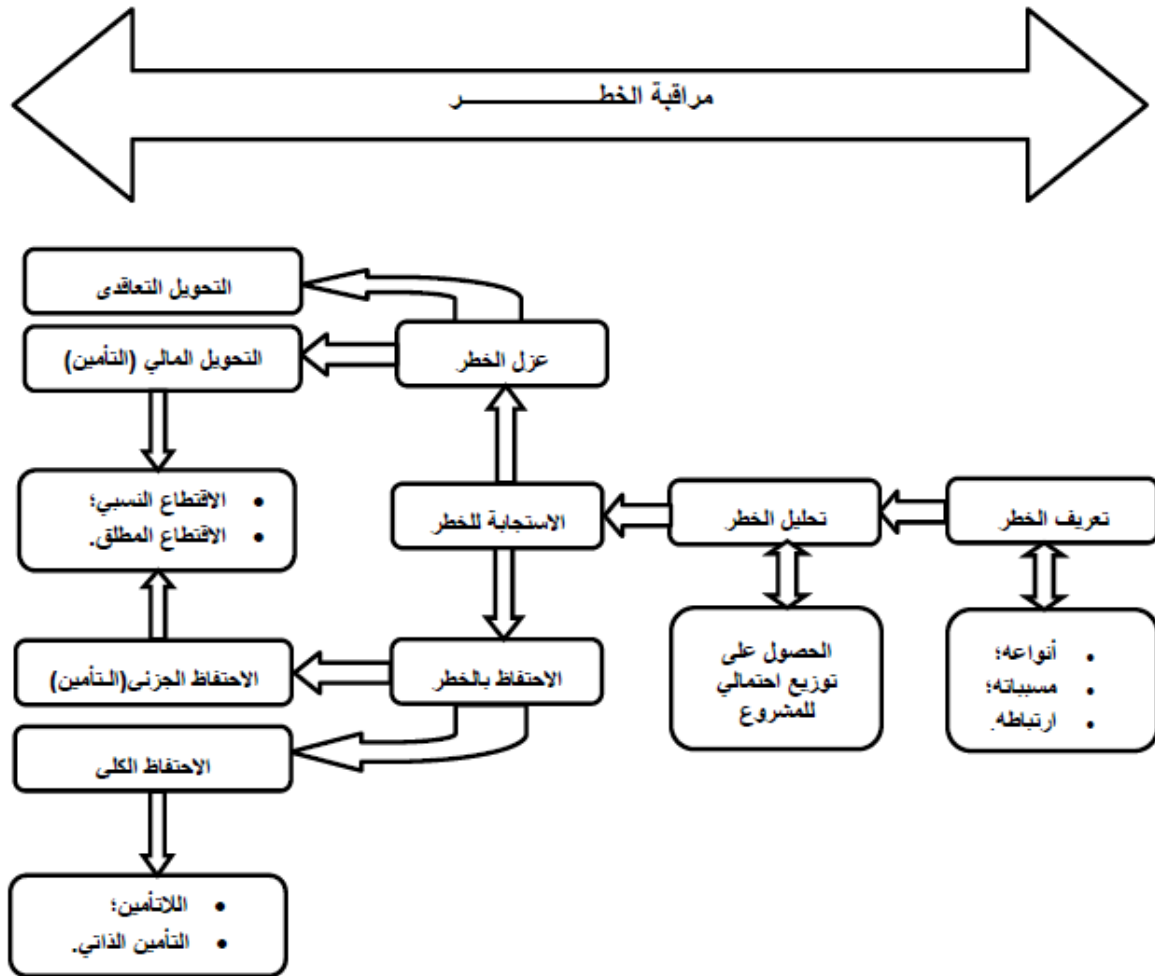 مراقبة الخطـــــــــــر
التحويل التعاقدى
عزل الخطر
التحويل المالي (التأمين)
الاقتطاع النسبي؛
الاقتطاع المطلق.
تعريف الخطر
تحليل الخطر
الاستجابة للخطر
أنواعه؛
مسبباته؛
ارتباطه.
الحصول على
توزيع احتمالي
للمشروع
الاحتفاظ بالخطر
الاحتفاظ الجزئى(التأمين)
الاحتفاظ الكلى
اللاتأمين؛
التأمين الذاتي.